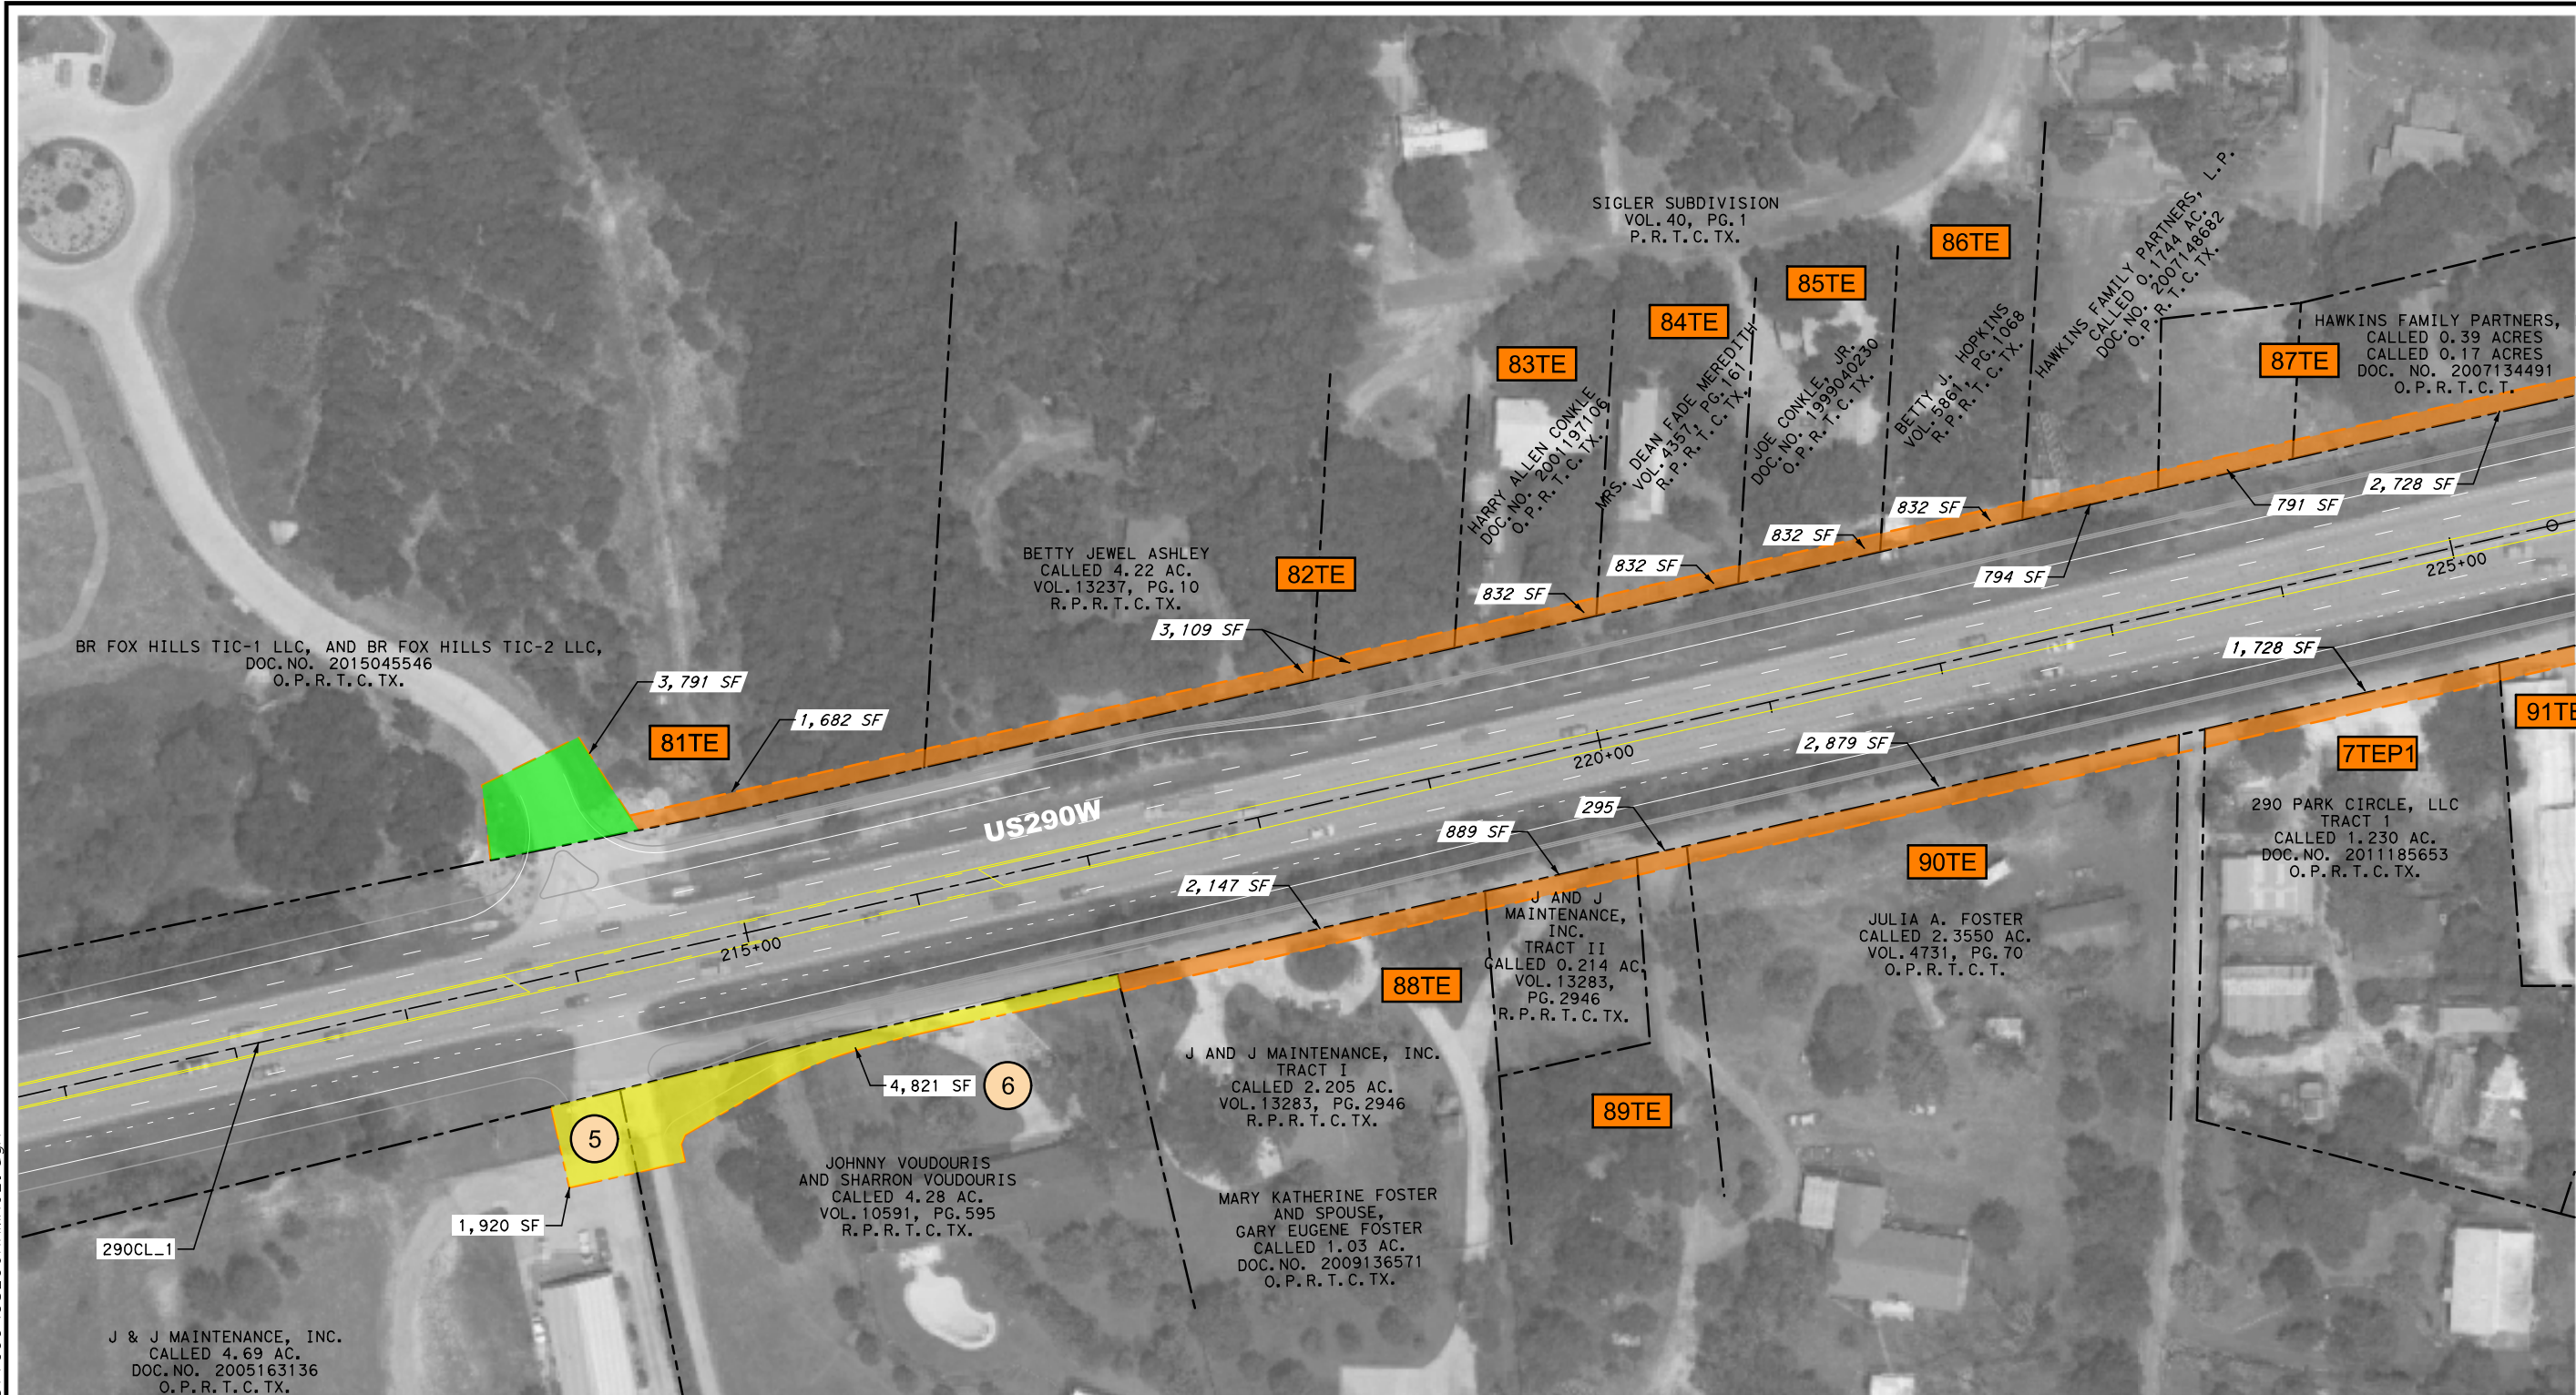 SIGLER SUBDIVISION
VOL. 40, PG. 1
P.R.T.C.TX.
86TE
85TE
84TE
83TE
87TE
82TE
81TE
HAWKINS FAMILY PARTNERS, L.P.
CALLED 0.1744 AC.
DOC.NO. 2007148682
O.P.R.T.C.TX.
HAWKINS FAMILY PARTNERS,
CALLED 0.39 ACRES
CALLED 0.17 ACRES
DOC. NO. 2007134491
O.P.R.T.C.T.
BETTY J. HOPKINS
VOL.5861, PG.1068
R.P.R.T.C.TX.
JOE CONKLE, JR.
DOC.NO. 1999040230
O.P.R.T.C.TX.
MRS. DEAN FADE MEREDITH
VOL. 4357, PG. 161
R.P.R.T.C.TX.
HARRY ALLEN CONKLE
DOC.NO. 2001197106
O.P.R.T.C.TX.
BETTY JEWEL ASHLEY
CALLED 4.22 AC.
VOL.13237, PG.10
R.P.R.T.C.TX.
BR FOX HILLS TIC-1 LLC, AND BR FOX HILLS TIC-2 LLC,
DOC.NO. 2015045546
O.P.R.T.C.TX.
3,791 SF
1,682 SF
3,109 SF
832 SF
832 SF
832 SF
832 SF
794 SF
791 SF
2,728 SF
225+00
220+00
215+00
US290W
1,728 SF
2,879 SF
295
889 SF
2,147 SF
4,821 SF
1,920 SF
290CL_1
5
6
88TE
89TE
90TE
7TEP1
91TE
290 PARK CIRCLE, LLC
TRACT 1
CALLED 1.230 AC.
DOC.NO. 2011185653
O.P.R.T.C.TX.
JULIA A. FOSTER
CALLED 2.3550 AC.
VOL.4731, PG.70
O.P.R.T.C.T.
J AND J
MAINTENANCE,
INC.
TRACT II
CALLED 0.214 AC.
VOL.13283,
PG.2946
R.P.R.T.C.TX.
J AND J MAINTENANCE, INC.
TRACT I
CALLED 2.205 AC.
VOL.13283, PG.2946
R.P.R.T.C.TX.
MARY KATHERINE FOSTER
AND SPOUSE,
GARY EUGENE FOSTER
CALLED 1.03 AC.
DOC.NO. 2009136571
O.P.R.T.C.TX.
JOHNNY VOUDOURIS
AND SHARRON VOUDOURIS
CALLED 4.28 AC.
VOL.10591, PG.595
R.P.R.T.C.TX.
J & J MAINTENANCE, INC.
CALLED 4.69 AC.
DOC.NO. 2005163136
O.P.R.T.C.TX.